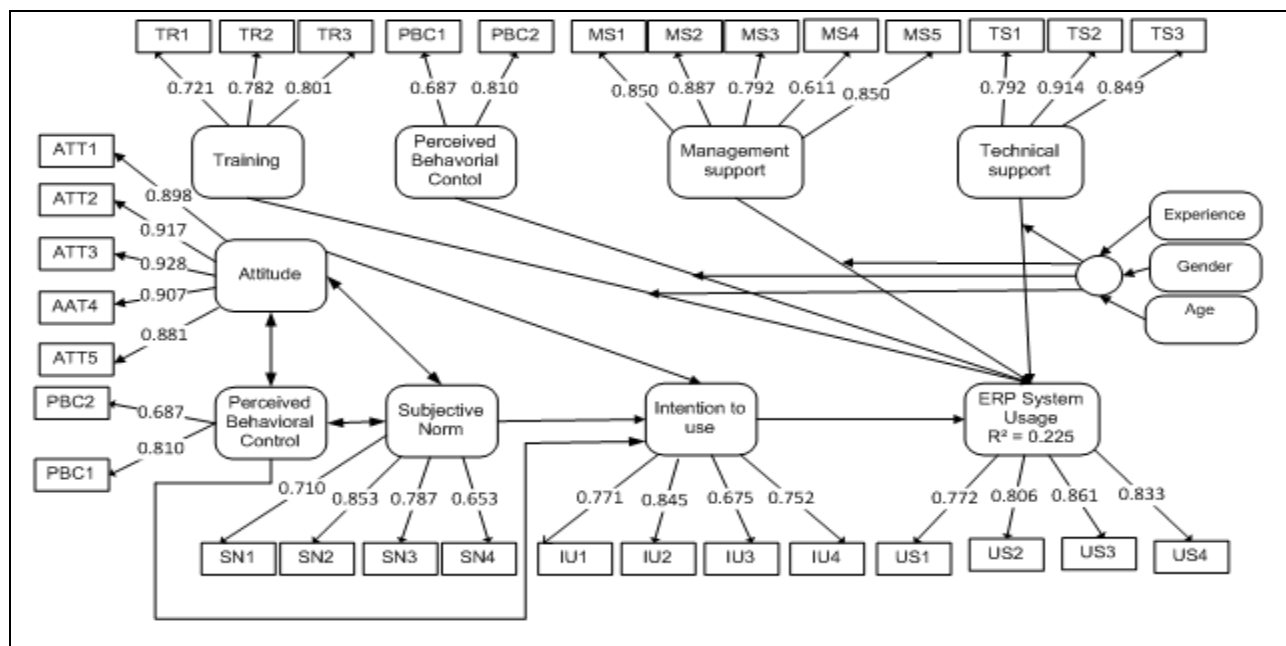 TR1 TR2 TR3 PBC1 PBC2 MS1 MS2 MS3 MS4 MS5 TS1 TS2 TS3
0.721 0.782 0.801 0.687 0.810 0.850 0.887 0.792 0.611 0.850 0.792 0.914 0.849
Training
Perceived
Behavorial
Contol
Management
support
Technical
support
ATT1
ATT2
ATT3
AAT4
ATT5
0.898
0.917
0.928
0.907
0.881
Attitude
Experience
Gender
Age
PBC2
PBC1
0.687
0.810
Perceived
Behavioral
Control
Subjective
Norm
Intention to
use
ERP System
Usage
R² = 0.225
0.710 0.853 0.787 0.653
0.771 0.845 0.675 0.752
0.772 0.806 0.861 0.833
SN1 SN2 SN3 SN4 IU1 IU2 IU3 IU4 US1 US2 US3 US4